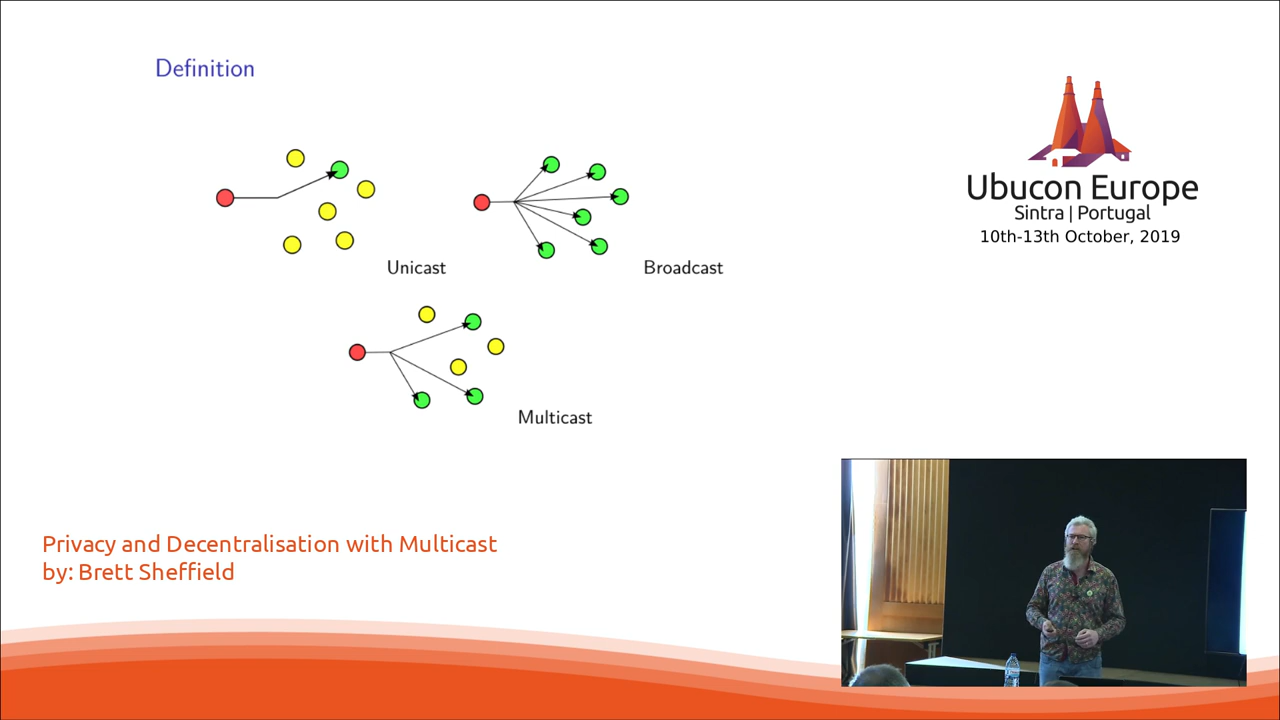 Definition
Unicast
Broadcast
Multicast
Ubucon Europe
Sintra | Portugal
10th-13th October, 2019
Privacy and Decentralisation with Multicast
by: Brett Sheffield